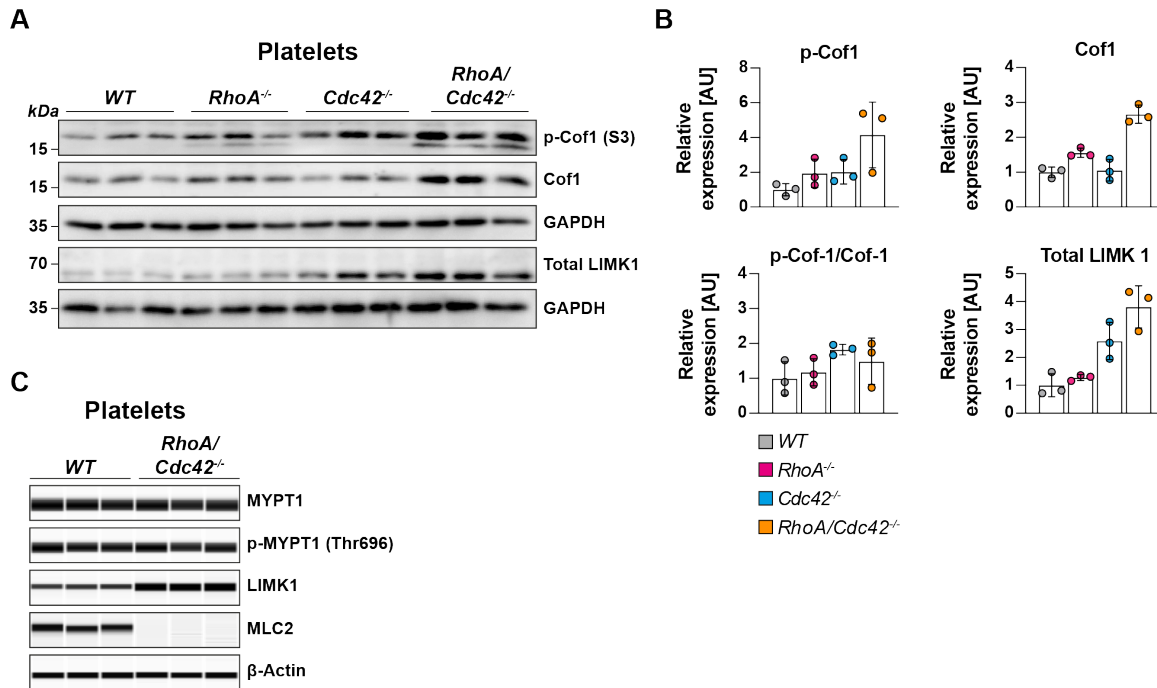 A
Platelets
WT
RhoA-/-
Cdc42-/-
RhoA/
Cdc42-/-
kDa
15
p-Cof1 (S3)
15
Cof1
35
GAPDH
70
Total LIMK1
35
GAPDH
B
p-Cof1
Relative
expression [AU]
8
6
4
2
0
Cof1
Relative
expression [AU]
4
3
2
1
0
p-Cof-1/Cof-1
Relative
expression [AU]
4
3
2
1
0
Total LIMK 1
Relative
expression [AU]
5
4
3
2
1
0
WT
RhoA-/-
Cdc42-/-
RhoA/Cdc42-/-
C
Platelets
WT
RhoA/
Cdc42-/-
MYPT1
p-MYPT1 (Thr696)
LIMK1
MLC2
β-Actin